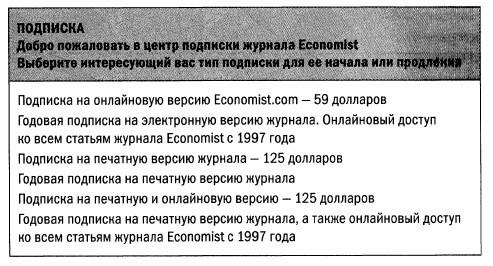 ПОДПИСКА
Добро пожаловать в центр подписки журнала Economist
Выберите интересующий вас тип подписки для ее начала или продления
Подписка на онлайновую версию Economist.com — 59 долларов
Годовая подписка на электронную версию журнала. Онлайновый доступ
ко всем статьям журнала Economist с 1997 года
Подписка на печатную версию журнала — 125 долларов
Годовая подписка на печатную версию журнала
Подписка на печатную и онлайновую версию — 125 долларов
Годовая подписка на печатную версию журнала, а также онлайновый доступ
ко всем статьям журнала Economist с 1997 года